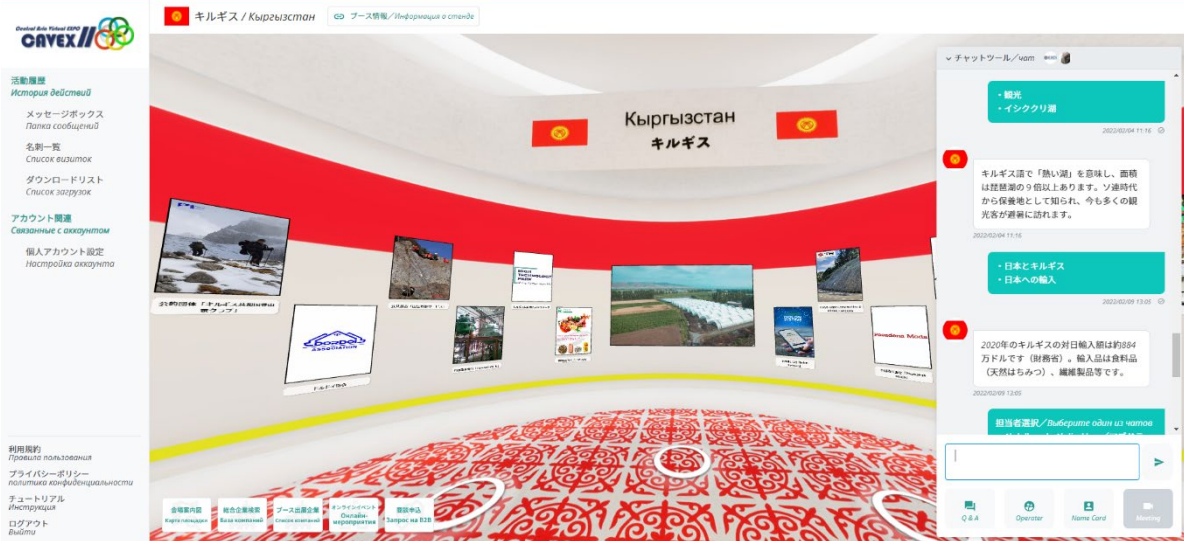 Central Asia Virtual EXPO
CAVEX
キルギス / Кыргызстан
ブース情報／Информация о стенде
活動履歴
История действий
メッセージボックス
Папка сообщений
名刺一覧
Список визиток
ダウンロードリスト
Список загрузок
アカウント関連
Связанные с аккаунтом
個人アカウント設定
Настройка аккаунта
利用規約
Правила пользования
プライバシーポリシー
политика конфиденциальности
チュートリアル
Инструкция
ログアウト
Выйти
Кыргызстан
キルギス
ASSOCIATION
会場案内図
Карта площадки
総合企業検索
База компаний
ブース出展企業
Список компаний
オンラインイベント
Онлайн-
мероприятия
商談申込
Запрос на B2B
チャットツール／чат
・観光
・イシククリ湖
2022/02/04 11:16
キルギス語で「熱い湖」を意味し、面積
は琵琶湖の９倍以上あります。ソ連時代
から保養地として知られ、今も多くの観
光客が避暑に訪れます。
2022/02/04 11:16
・日本とキルギス
・日本への輸入
2022/02/09 13:05
2020年のキルギスの対日輸入額は約884
万ドルです（財務省）。輸入品は食料品
（天然はちみつ）、繊維製品等です。
2022/02/09 13:05
担当者選択／Выберите один из чатов
Q & A
Operator
Name Card
Meeting